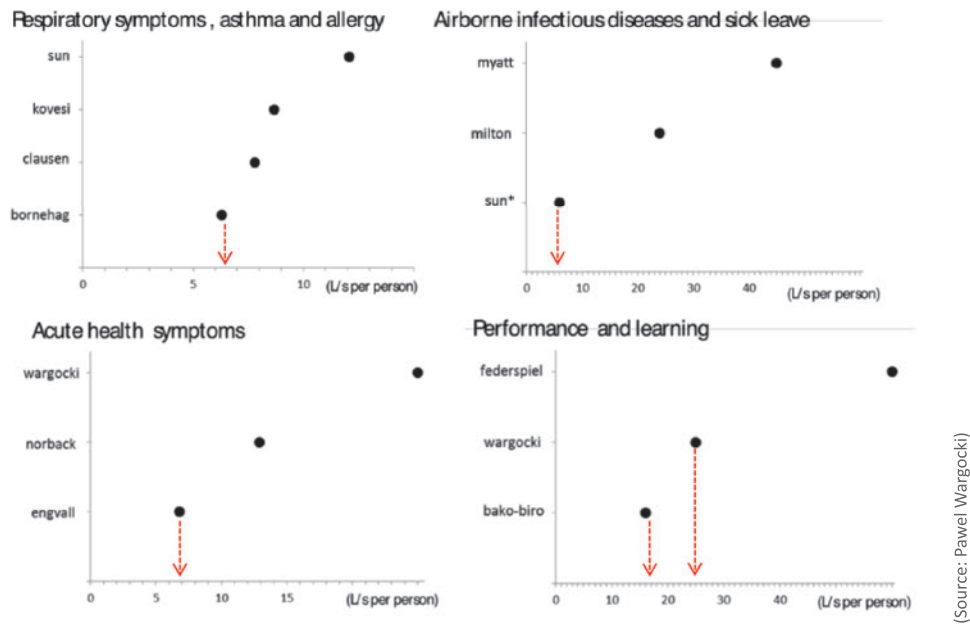 Respiratory symptoms , asthma and allergy
sun
kovesi
clausen
bornehag
0 5 10 (L/s per person)
Airborne infectious diseases and sick leave
myatt
milton
sun*
0 10 20 30 40
(L/s per person)
Acute health symptoms
wargocki
norback
engvall
0 5 10 15 (L/s per person)
Performance and learning
federspiel
wargocki
bako-biro
0 10 20 30 40 (L/s per person)
(Source: Pawel Wargocki)